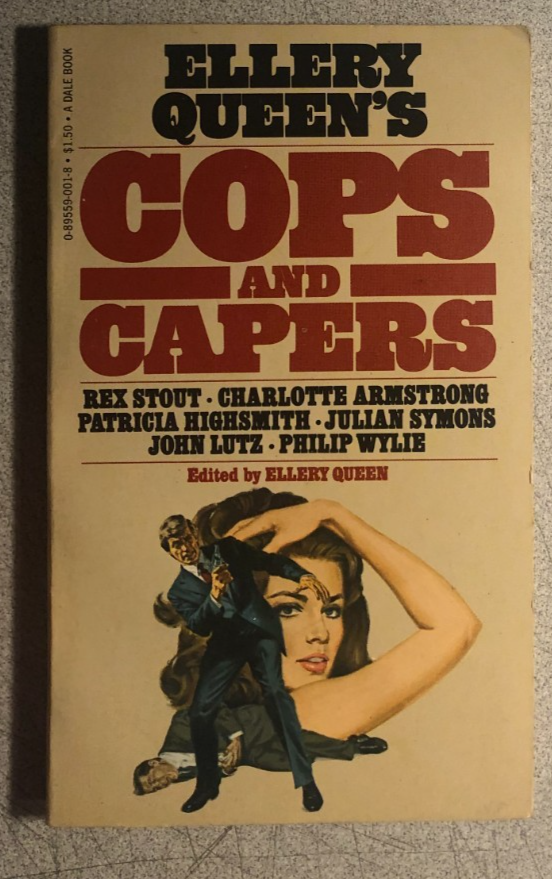 0-89559-001-8 • $1.50 • A DALE BOOK
ELLERY
QUEEN'S
COPS
AND
CAPERS
REX STOUT · CHARLOTTE ARMSTRONG
PATRICIA HIGHSMITH · JULIAN SYMONS
JOHN LUTZ · PHILIP WYLIE
Edited by ELLERY QUEEN